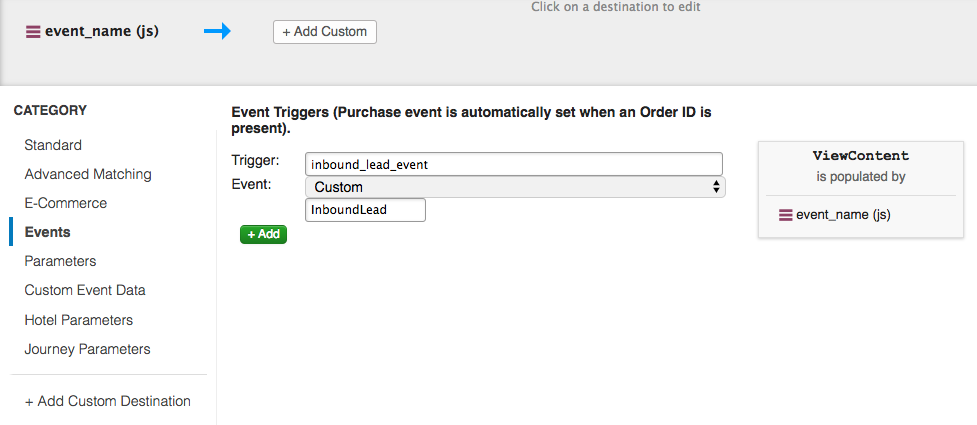 Click on a destination to edit
event_name (js)
+ Add Custom
CATEGORY
Standard
Advanced Matching
E-Commerce
Events
Parameters
Custom Event Data
Hotel Parameters
Journey Parameters
+ Add Custom Destination
Event Triggers (Purchase event is automatically set when an Order ID is
present).
Trigger:
inbound_lead_event
Event:
Custom
InboundLead
+ Add
ViewContent
is populated by
event_name (js)